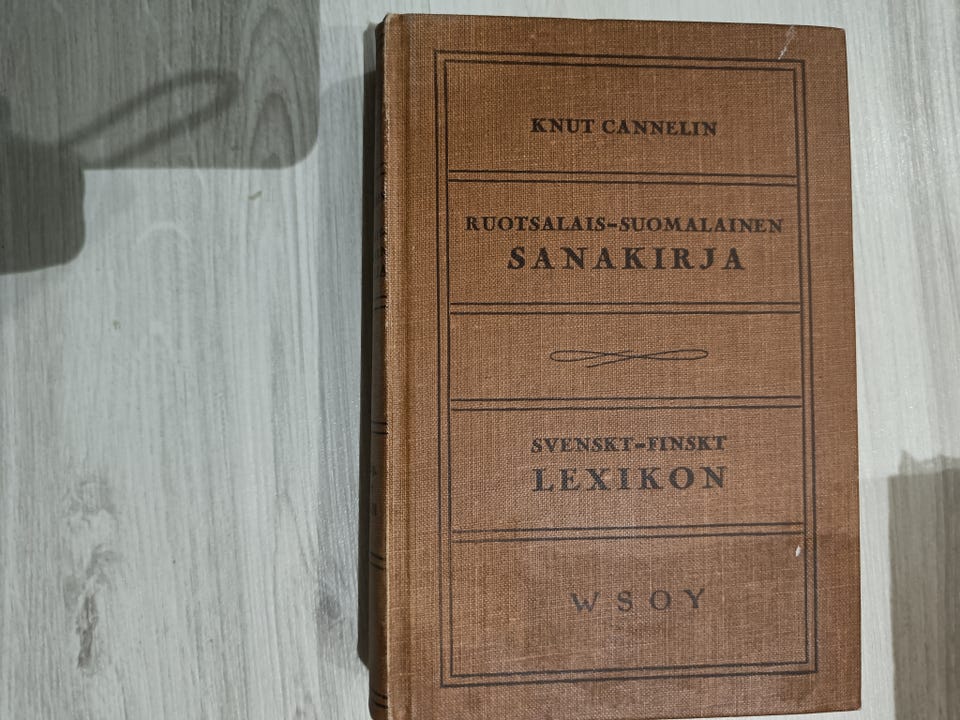 KNUT CANNELIN
RUOTSALAIS-SUOMALAINEN
SANAKIRJA
SVENSKT-FINSKT
LEXIKON
WSOY